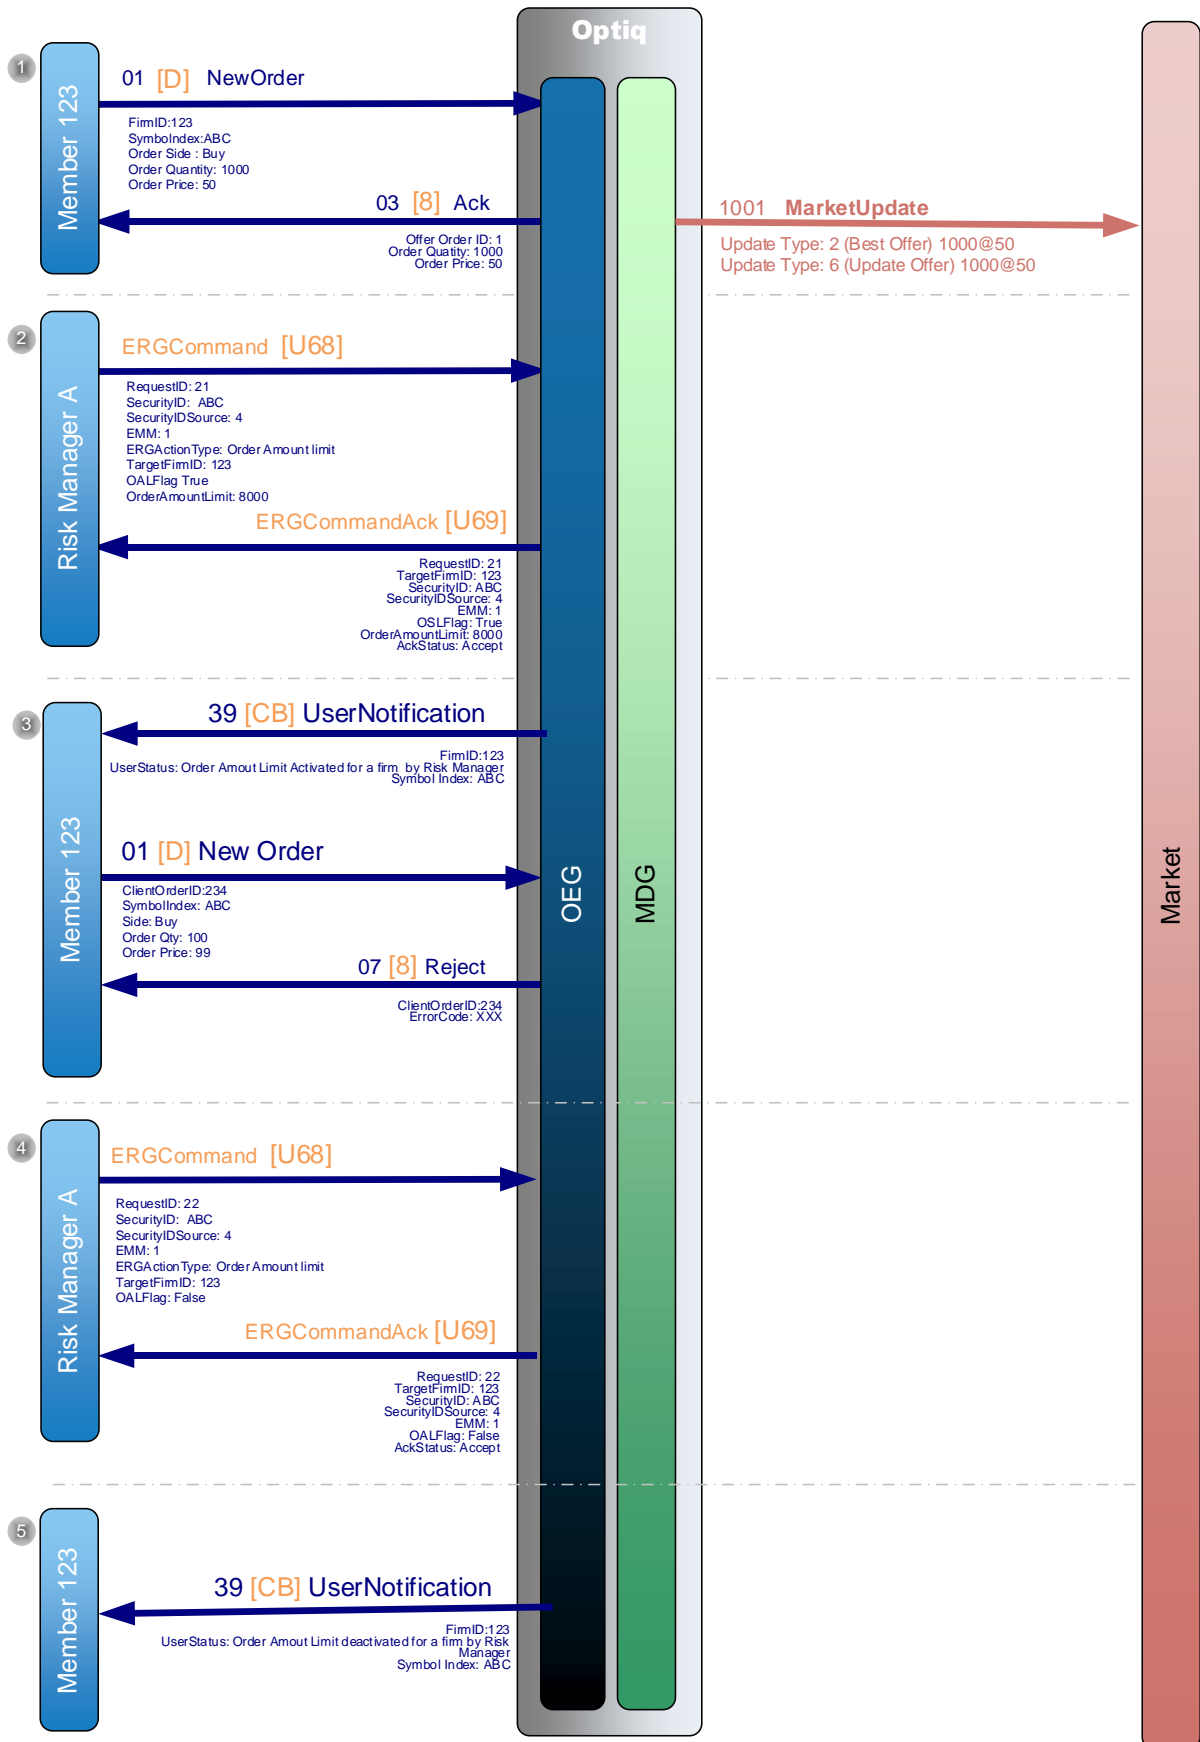 Optiq
1
Member 123
01 [D] NewOrder
FirmID:123
SymbolIndex:ABC
Order Side : Buy
Order Quantity: 1000
Order Price: 50
03 [8] Ack
Offer Order ID: 1
Order Quatity: 1000
Order Price: 50
1001 MarketUpdate
Update Type: 2 (Best Offer) 1000@50
Update Type: 6 (Update Offer) 1000@50
2
Risk Manager A
ERGCommand [U68]
RequestID: 21
SecurityID: ABC
SecurityIDSource: 4
EMM: 1
ERGActionType: Order Amount limit
TargetFirmID: 123
OALFlag True
OrderAmountLimit: 8000
ERGCommandAck [U69]
RequestID: 21
TargetFirmID: 123
SecurityID: ABC
SecurityIDSource: 4
EMM: 1
OSLFlag: True
OrderAmountLimit: 8000
AckStatus: Accept
3
Member 123
39 [CB] UserNotification
FirmID:123
UserStatus: Order Amout Limit Activated for a firm by Risk Manager
Symbol Index: ABC
01 [D] New Order
ClientOrderID:234
SymbolIndex: ABC
Side: Buy
Order Qty: 100
Order Price: 99
07 [8] Reject
ClientOrderID:234
ErrorCode: XXX
OEG
MDG
Market
4
Risk Manager A
ERGCommand [U68]
RequestID: 22
SecurityID: ABC
SecurityIDSource: 4
EMM: 1
ERGActionType: Order Amount limit
TargetFirmID: 123
OALFlag: False
ERGCommandAck [U69]
RequestID: 22
TargetFirmID: 123
SecurityID: ABC
SecurityIDSource: 4
EMM: 1
OALFlag: False
AckStatus: Accept
5
Member 123
39 [CB] UserNotification
FirmID:123
UserStatus: Order Amout Limit deactivated for a firm by Risk
Manager
Symbol Index: ABC